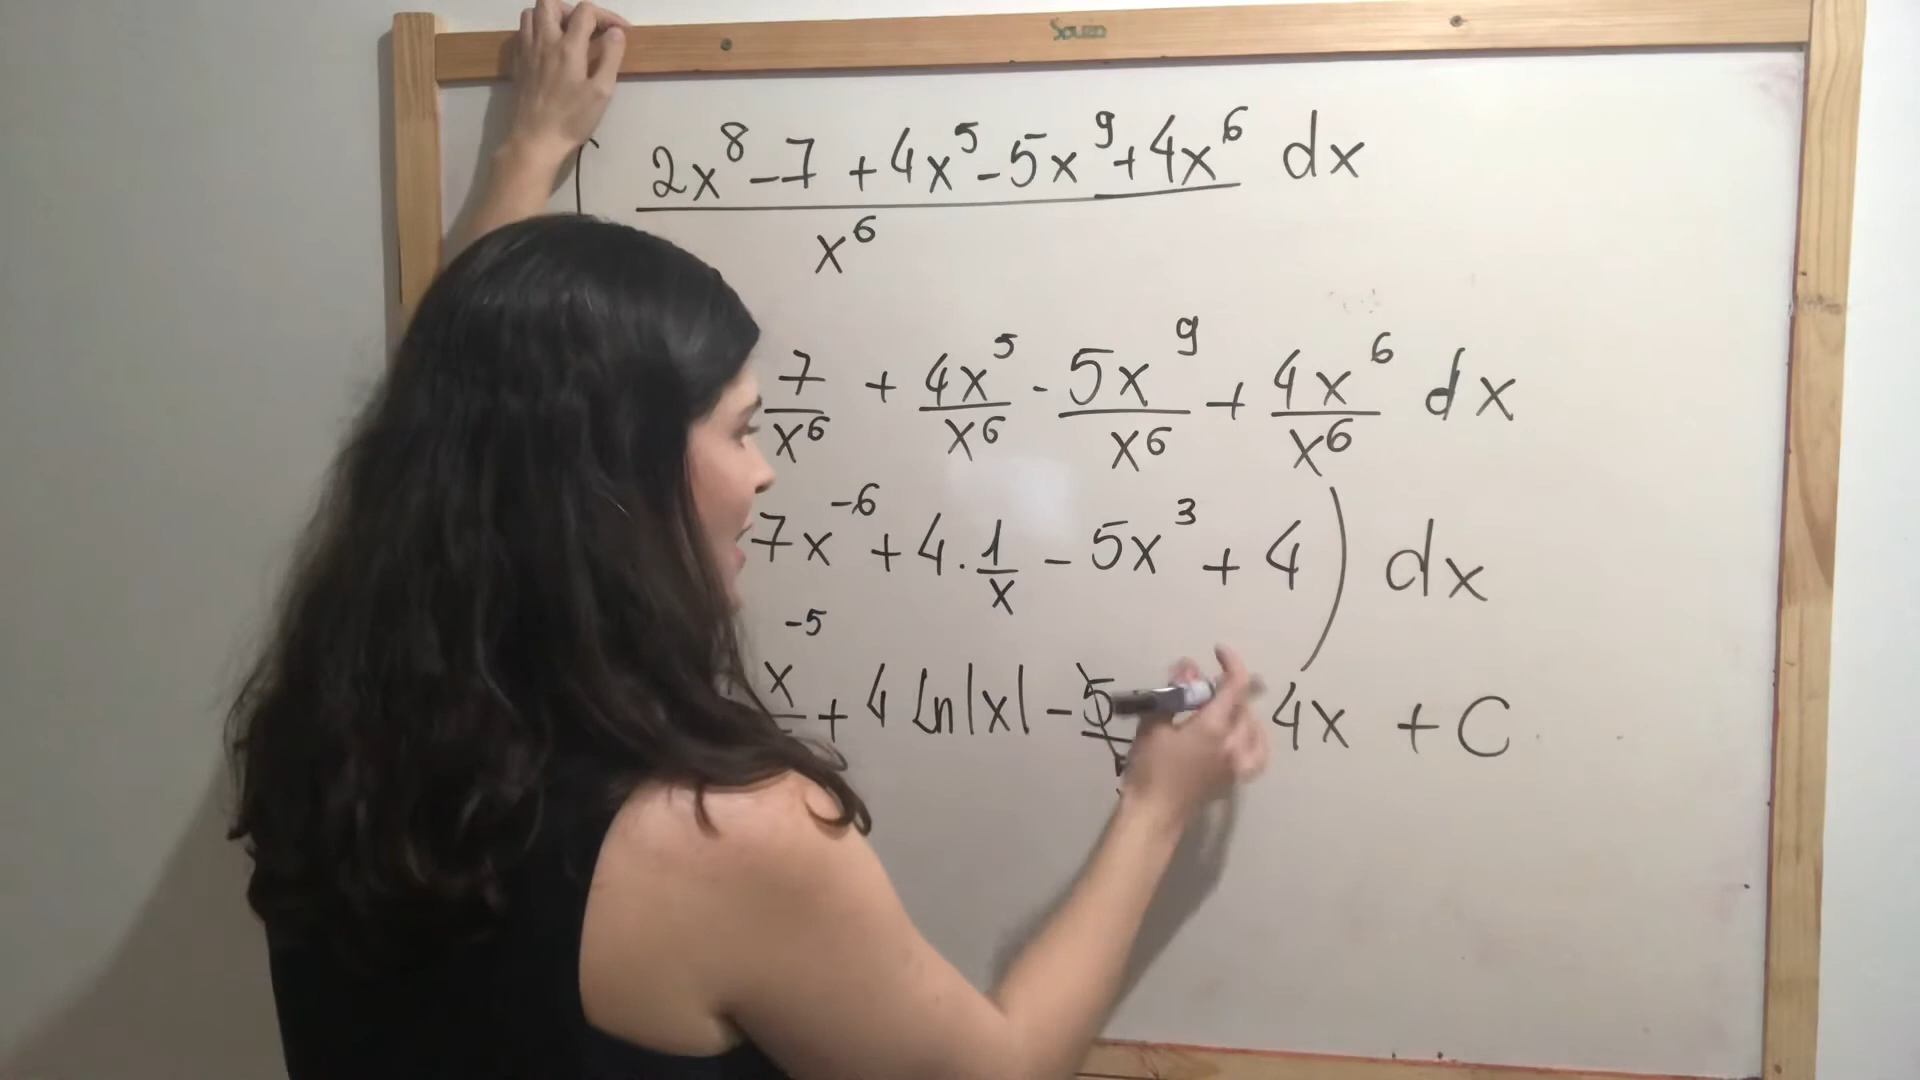 Souza
2x⁸ - 7 + 4x⁵ - 5x⁹ + 4x⁶ dx
x⁶
7/x⁶ + 4x⁵/x⁶ - 5x⁹/x⁶ + 4x⁶/x⁶ dx
7x⁻⁶ + 4 . 1/x - 5x³ + 4) dx
x⁻⁵ + 4 ln|x| - 5 4x + C